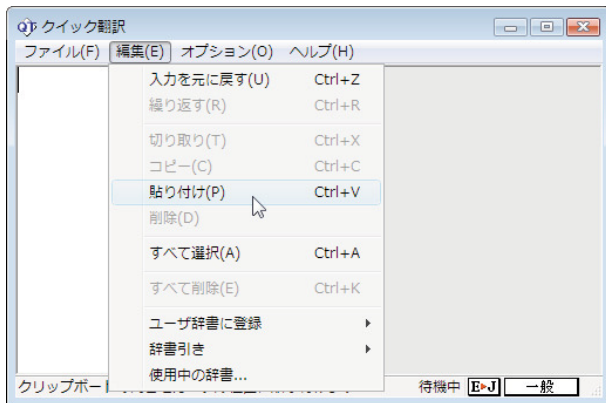 クイック翻訳
ファイル(F) 編集(E) オプション(O) ヘルプ(H)
入力を元に戻す(U) Ctrl+Z
繰り返す(R) Ctrl+R
切り取り(T) Ctrl+X
コピー(C) Ctrl+C
貼り付け(P) Ctrl+V
削除(D)
すべて選択(A) Ctrl+A
すべて削除(E) Ctrl+K
ユーザ辞書に登録
辞書引き
使用中の辞書...
クリップボー 待機中 E▸J 一般